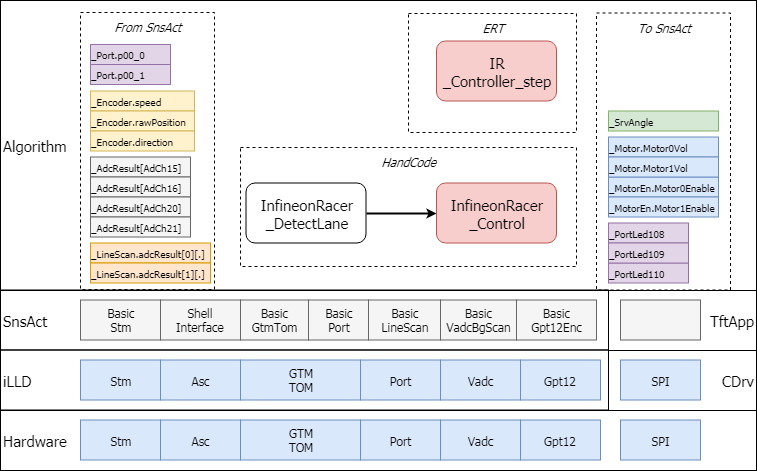 From SnsAct
ERT
To SnsAct
_Port.p00_0
_Port.p00_1
_Encoder.speed
_Encoder.rawPosition
_Encoder.direction
_AdcResult[AdCh15]
_AdcResult[AdCh16]
_AdcResult[AdCh20]
_AdcResult[AdCh21]
_LineScan.adcResult[0][.]
_LineScan.adcResult[1][.]
IR
_Controller_step
Algorithm
HandCode
InfineonRacer
_DetectLane
InfineonRacer
_Control
_SrvAngle
_Motor.Motor0Vol
_Motor.Motor1Vol
_MotorEn.Motor0Enable
_MotorEn.Motor1Enable
_PortLed108
_PortLed109
_PortLed110
SnsAct
Basic
Stm
Shell
Interface
Basic
GtmTom
Basic
Port
Basic
LineScan
Basic
VadcBgScan
Basic
Gpt12Enc
TftApp
iLLD
Stm
Asc
GTM
TOM
Port
Vadc
Gpt12
SPI
CDrv
Hardware
Stm
Asc
GTM
TOM
Port
Vadc
Gpt12
SPI